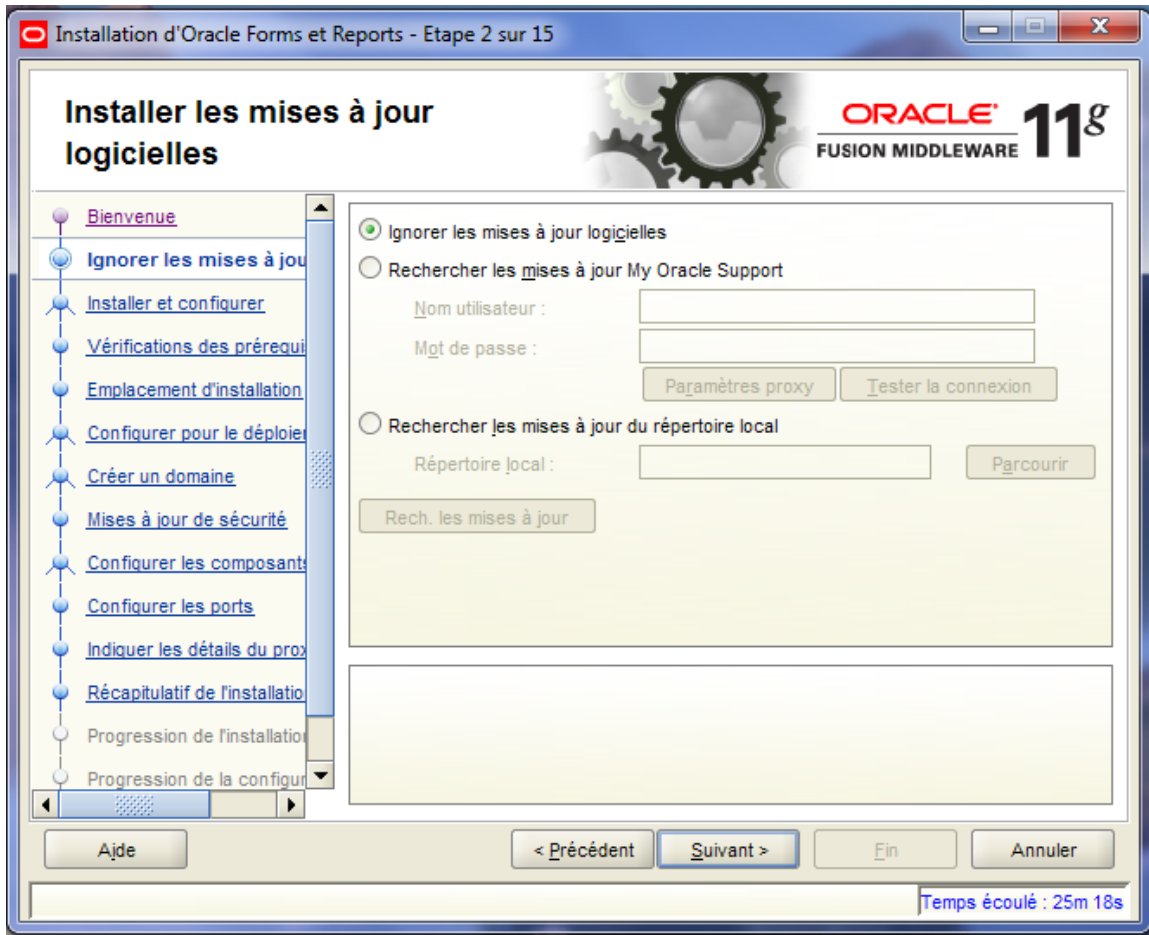 Installation d'Oracle Forms et Reports - Etape 2 sur 15
Installer les mises à jour
logicielles
ORACLE
FUSION MIDDLEWARE 11g
Bienvenue
Ignorer les mises à jou
Installer et configurer
Vérifications des prérequi
Emplacement d'installation
Configurer pour le déploie
Créer un domaine
Mises à jour de sécurité
Configurer les composants
Configurer les ports
Indiquer les détails du prox
Récapitulatif de l'installatio
Progression de l'installation
Progression de la configur
Ignorer les mises à jour logicielles
Rechercher les mises à jour My Oracle Support
Nom utilisateur :
Mot de passe :
Paramètres proxy
Tester la connexion
Rechercher les mises à jour du répertoire local
Répertoire local :
Parcourir
Rech. les mises à jour
Aide
< Précédent
Suivant >
Fin
Annuler
Temps écoulé : 25m 18s